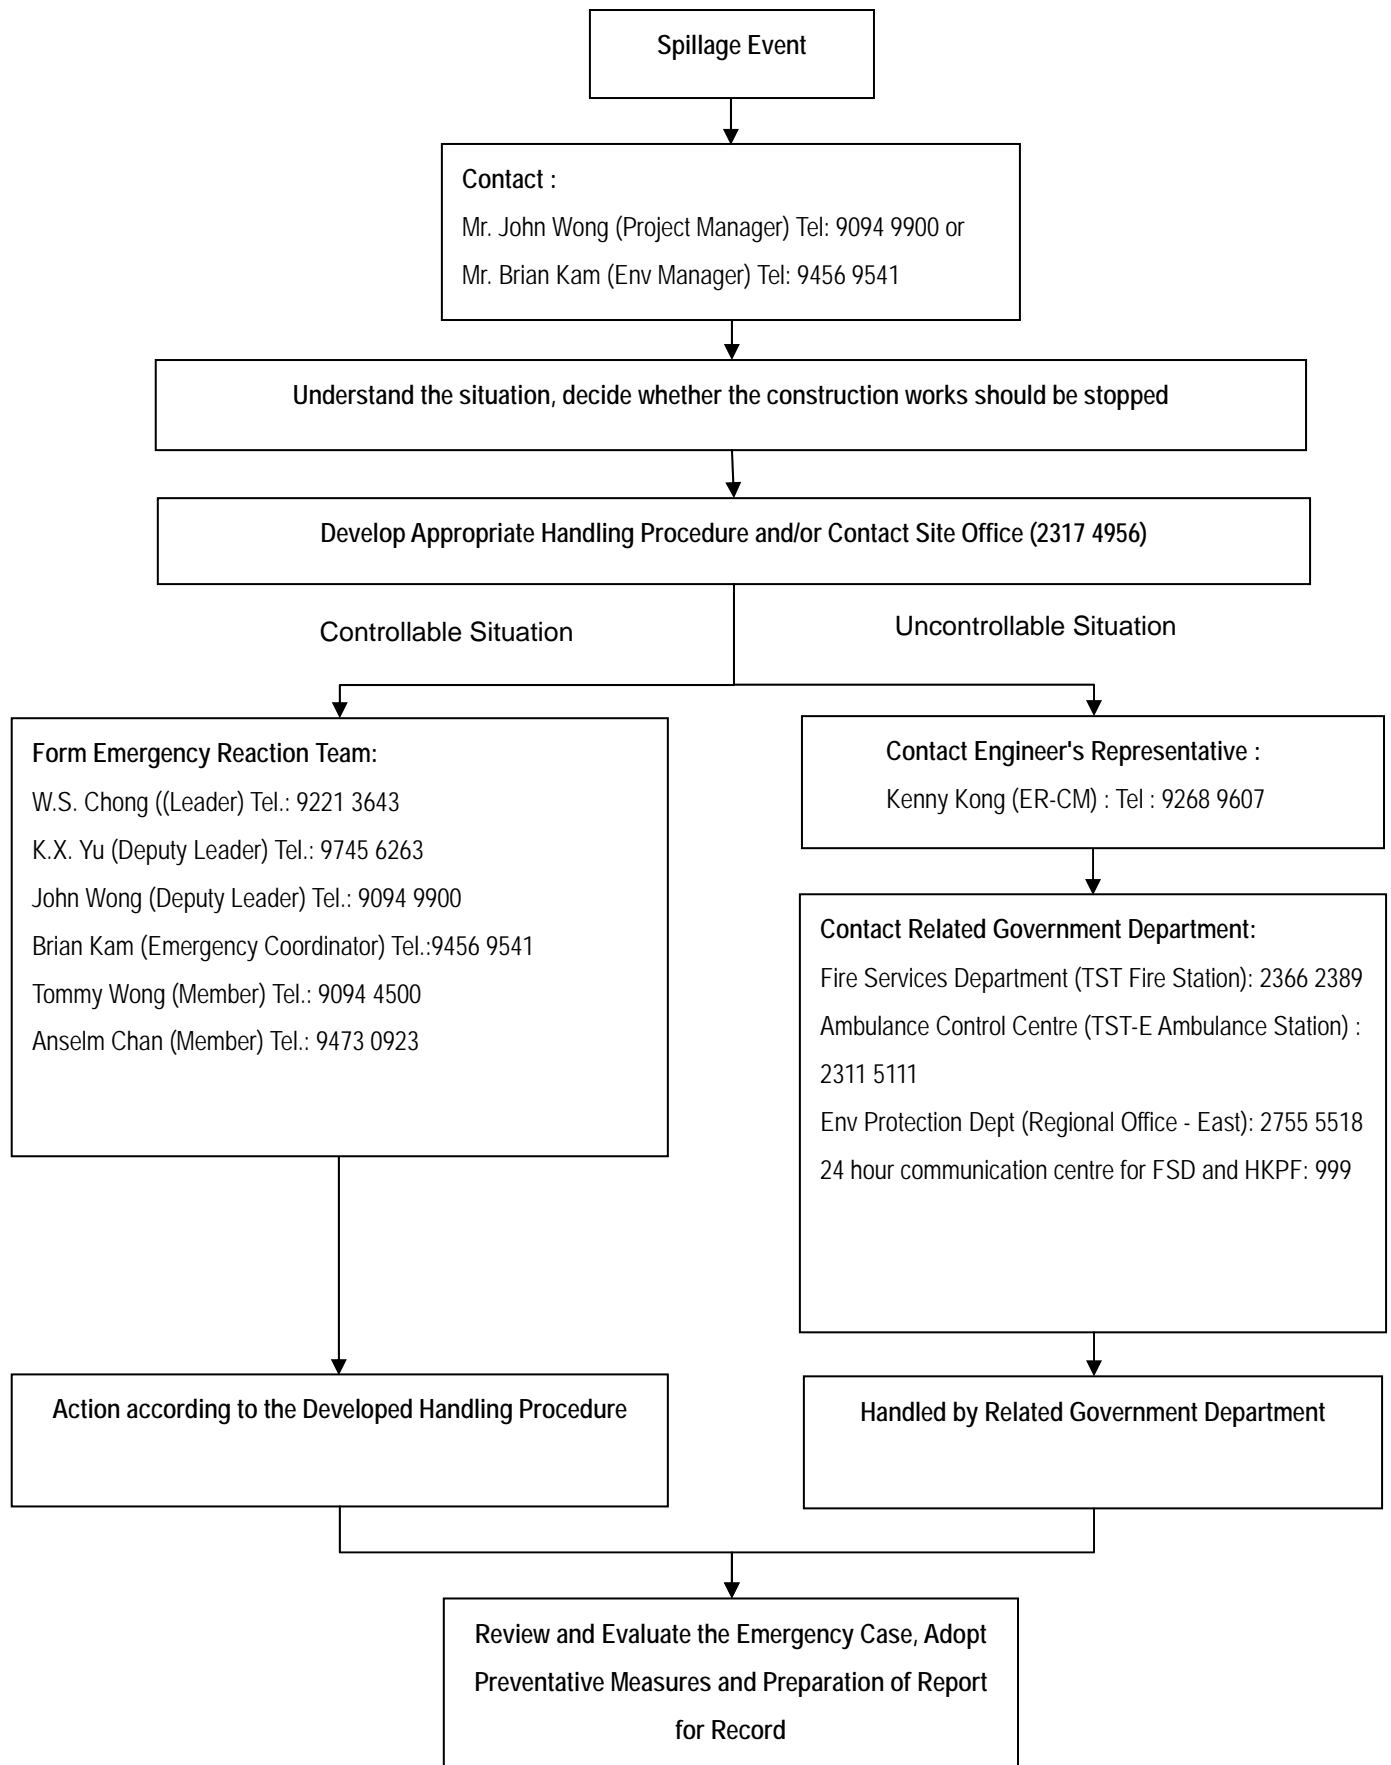 Spillage Event
Contact :
Mr. John Wong (Project Manager) Tel: 9094 9900 or
Mr. Brian Kam (Env Manager) Tel: 9456 9541
Understand the situation, decide whether the construction works should be stopped
Develop Appropriate Handling Procedure and/or Contact Site Office (2317 4956)
Controllable Situation
Uncontrollable Situation
Form Emergency Reaction Team:
W.S. Chong ((Leader) Tel.: 9221 3643
K.X. Yu (Deputy Leader) Tel.: 9745 6263
John Wong (Deputy Leader) Tel.: 9094 9900
Brian Kam (Emergency Coordinator) Tel.:9456 9541
Tommy Wong (Member) Tel.: 9094 4500
Anselm Chan (Member) Tel.: 9473 0923
Contact Engineer's Representative :
Kenny Kong (ER-CM) : Tel : 9268 9607
Contact Related Government Department:
Fire Services Department (TST Fire Station): 2366 2389
Ambulance Control Centre (TST-E Ambulance Station) :
2311 5111
Env Protection Dept (Regional Office - East): 2755 5518
24 hour communication centre for FSD and HKPF: 999
Action according to the Developed Handling Procedure
Handled by Related Government Department
Review and Evaluate the Emergency Case, Adopt
Preventative Measures and Preparation of Report
for Record